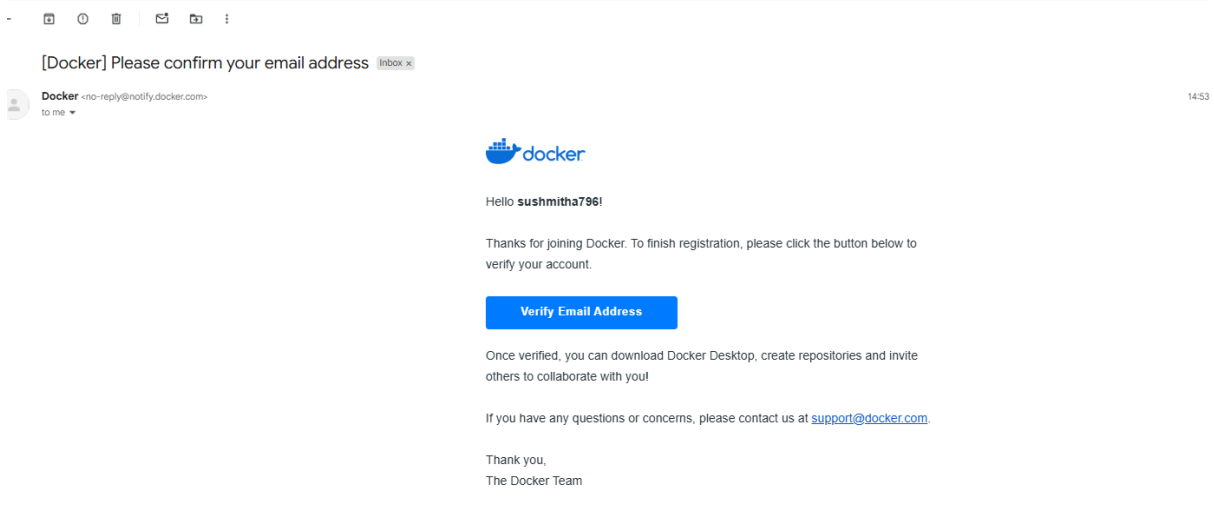 [Docker] Please confirm your email address Inbox x
Docker <no-reply@notify.docker.com> 14:53
to me
docker
Hello sushmitha796!
Thanks for joining Docker. To finish registration, please click the button below to
verify your account.
Verify Email Address
Once verified, you can download Docker Desktop, create repositories and invite
others to collaborate with you!
If you have any questions or concerns, please contact us at support@docker.com.
Thank you,
The Docker Team